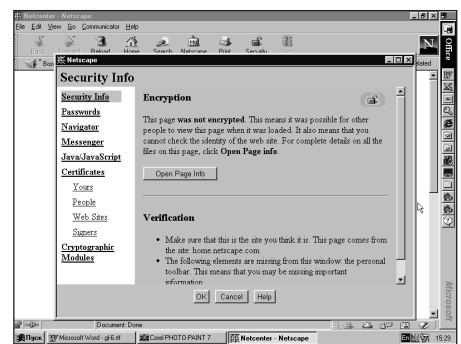 Netcenter - Netscape
File Edit View Go Communicator Help
Back Reload Home Search Netscape Print Security
Netscape
Security Info
Security Info
Passwords
Navigator
Messenger
Java/JavaScript
Certificates
Yours
People
Web Sites
Signers
Cryptographic
Modules
Encryption
This page was not encrypted. This means it was possible for other
people to view this page when it was loaded. It also means that you
cannot check the identity of the web site. For complete details on all the
files on this page, click Open Page info.
Open Page Info
Verification
Make sure that this is the site you think it is. This page comes from
the site: home.netscape.com
The following elements are missing from this window: the personal
toolbar. This means that you may be missing important
information
OK Cancel Help
Document: Done
Office
Microsoft
Пуск Microsoft Word - gl-6.rtf Corel PHOTO-PAINT 7 Netcenter - Netscape En 15:29